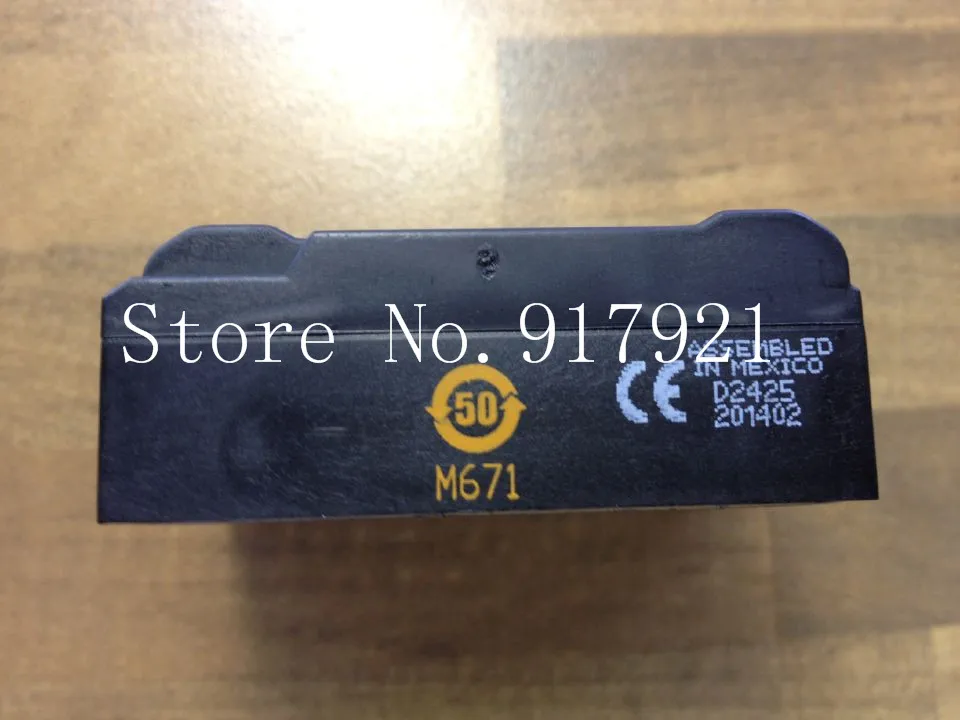 Store No.917921
ASSEMBLED
IN MEXICO
CE
D2425
201402
50
M671